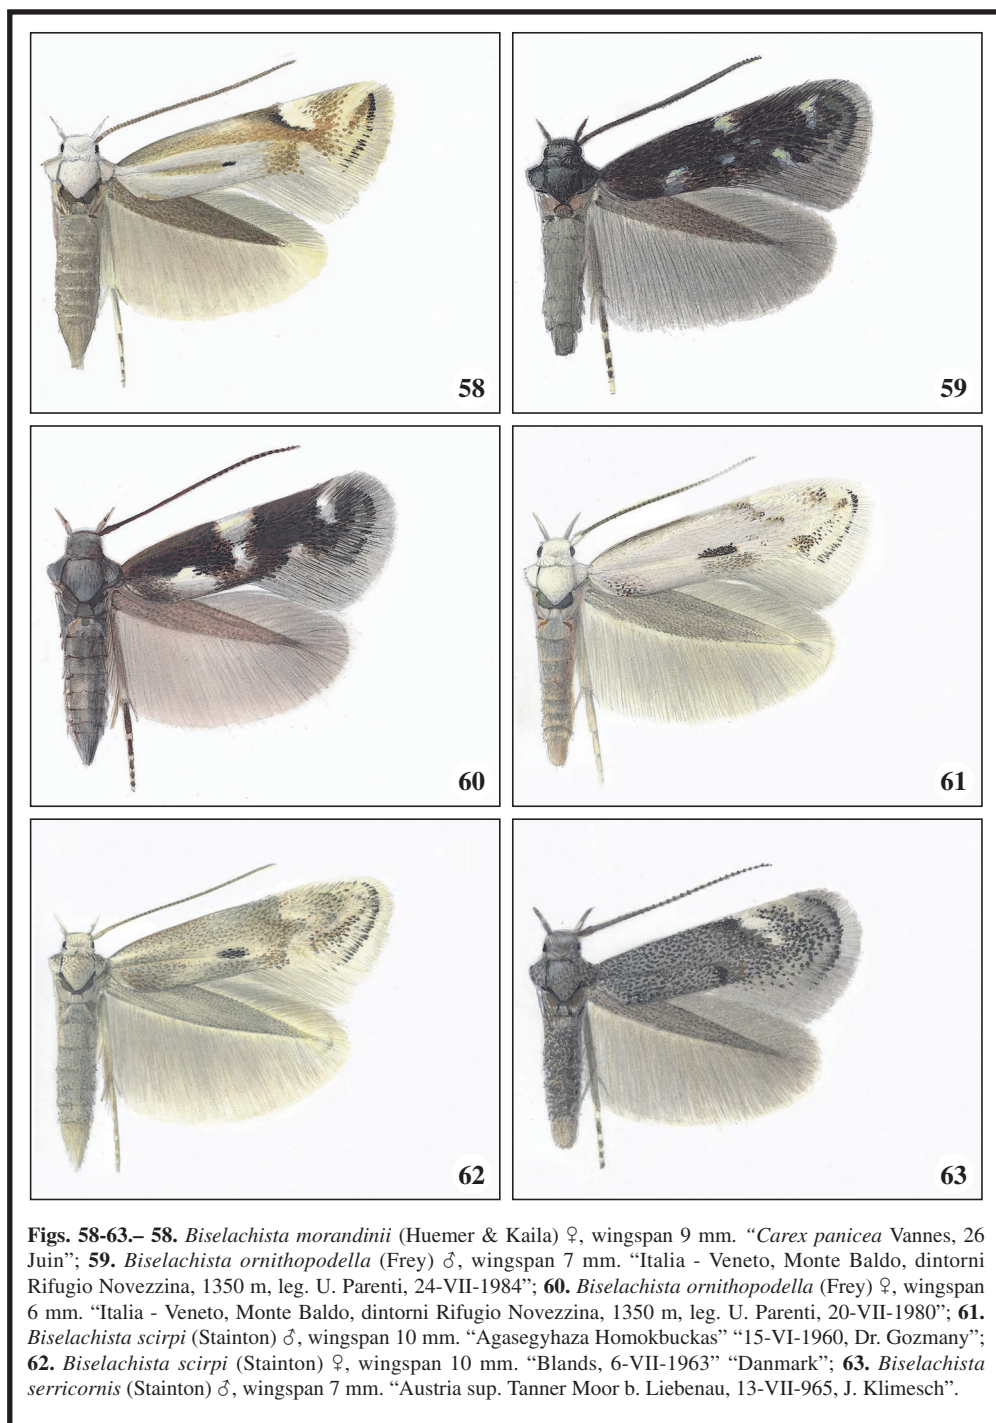 58
59
60
61
62
63
Figs. 58-63.– 58. Biselachista morandinii (Huemer & Kaila) ♀, wingspan 9 mm. “Carex panicea Vannes, 26
Juin”; 59. Biselachista ornithopodella (Frey) ♂, wingspan 7 mm. “Italia - Veneto, Monte Baldo, dintorni
Rifugio Novezzina, 1350 m, leg. U. Parenti, 24-VII-1984”; 60. Biselachista ornithopodella (Frey) ♀, wingspan
6 mm. “Italia - Veneto, Monte Baldo, dintorni Rifugio Novezzina, 1350 m, leg. U. Parenti, 20-VII-1980”; 61.
Biselachista scirpi (Stainton) ♂, wingspan 10 mm. “Agasegyhaza Homokbuckas” “15-VI-1960, Dr. Gozmany”;
62. Biselachista scirpi (Stainton) ♀, wingspan 10 mm. “Blands, 6-VII-1963” “Danmark”; 63. Biselachista
serricornis (Stainton) ♂, wingspan 7 mm. “Austria sup. Tanner Moor b. Liebenau, 13-VII-965, J. Klimesch”.